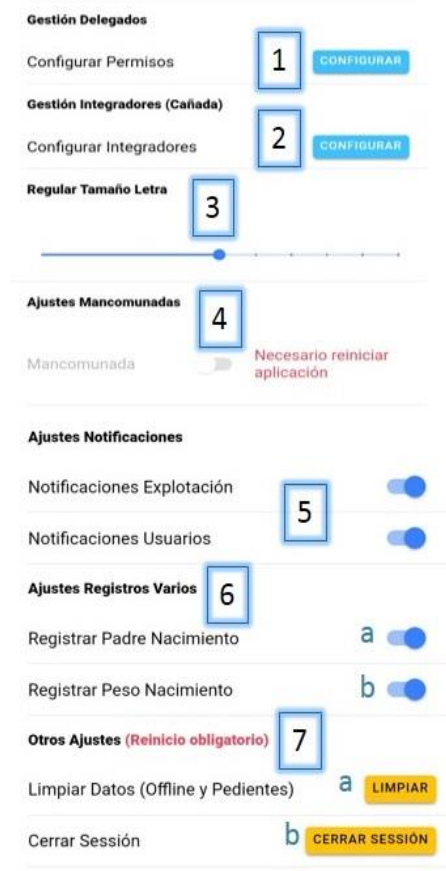 Gestión Delegados
Configurar Permisos 1 CONFIGURAR
Gestión Integradores (Cañada)
Configurar Integradores 2 CONFIGURAR
Regular Tamaño Letra 3
Ajustes Mancomunadas 4
Mancomunada Necesario reiniciar
aplicación
Ajustes Notificaciones
Notificaciones Explotación
5
Notificaciones Usuarios
Ajustes Registros Varios 6
Registrar Padre Nacimiento a
Registrar Peso Nacimiento b
Otros Ajustes (Reinicio obligatorio) 7
Limpiar Datos (Offline y Pedientes) a LIMPIAR
Cerrar Sessión b CERRAR SESSIÓN